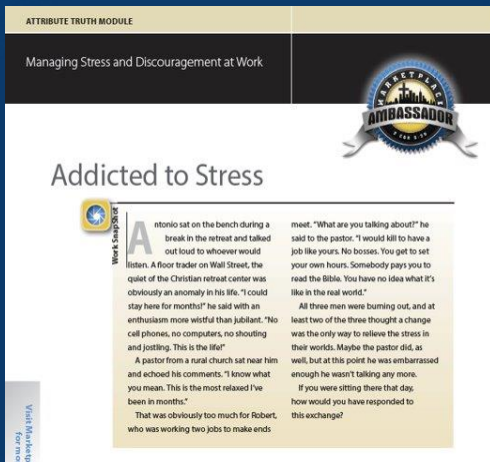 ATTRIBUTE TRUTH MODULE
Managing Stress and Discouragement at Work
MARKETPLACE
AMBASSADOR
Addicted to Stress
Work SnapShot
Antonio sat on the bench during a
break in the retreat and talked
out loud to whoever would
listen. A floor trader on Wall Street, the
quiet of the Christian retreat center was
obviously an anomaly in his life. "I could
stay here for months!" he said with an
enthusiasm more wistful than jubilant. "No
cell phones, no computers, no shouting
and jostling. This is the life!"
A pastor from a rural church sat near him
and echoed his comments. "I know what
you mean. This is the most relaxed I've
been in months."
That was obviously too much for Robert,
who was working two jobs to make ends
meet. "What are you talking about?" he
said to the pastor. "I would kill to have a
job like yours. No bosses. You get to set
your own hours. Somebody pays you to
read the Bible. You have no idea what it's
like in the real world."
All three men were burning out, and at
least two of the three thought a change
was the only way to relieve the stress in
their worlds. Maybe the pastor did, as
well, but at this point he was embarrassed
enough he wasn't talking any more.
If you were sitting there that day,
how would you have responded to
this exchange?
Visit Marketp
for mo